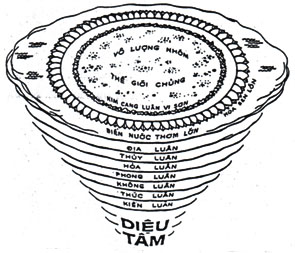 VÔ LƯỢNG NHÓM
THẾ GIỚI CHỦNG
KIM CANG LUÂN VI SƠN
BIỂN NƯỚC THƠM LỚN
ĐỊA LUÂN
THỦY LUÂN
HỎA LUÂN
PHONG LUÂN
KHÔNG LUÂN
THỨC LUÂN
KIẾN LUÂN
DIỆU
TÂM